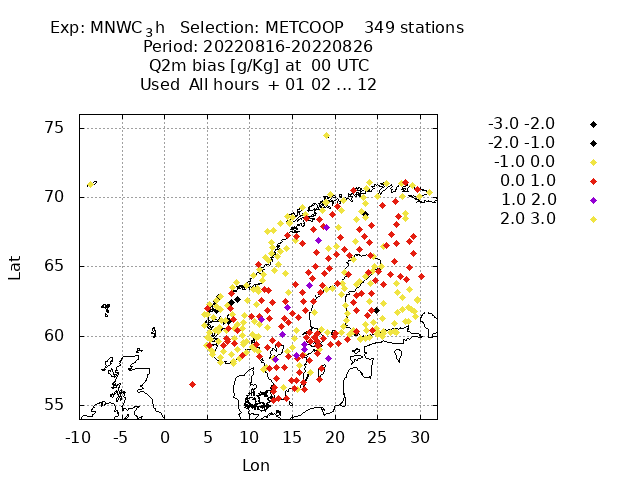 Exp: MNWC₃h   Selection: METCOOP    349 stations
Period: 20220816-20220826
Q2m bias [g/Kg] at  00 UTC
Used  All hours  + 01 02 ... 12
-3.0 -2.0
-2.0 -1.0
-1.0 0.0
0.0 1.0
1.0 2.0
2.0 3.0
75
70
65
60
55
Lat
-10 -5 0 5 10 15 20 25 30
Lon